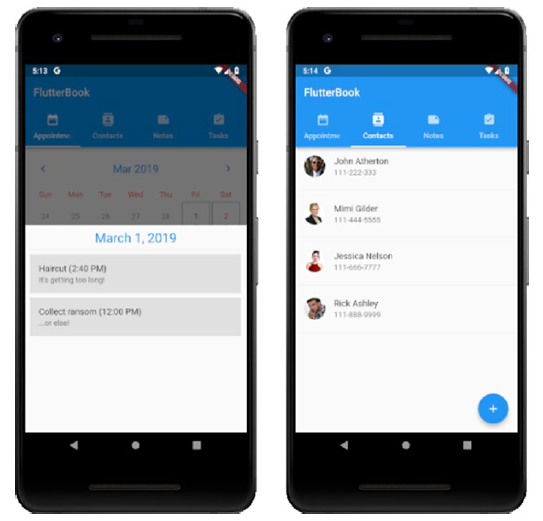 5:13 G
FlutterBook
Appointme
Contacts
Notes
Tasks
Mar 2019
Sun Mon Tue Wed Thu Fri Sat
24 25 26 27 28 1 2
March 1, 2019
Haircut (2:40 PM)
It's getting too long!
Collect ransom (12:00 PM)
...or else!
5:14 G
FlutterBook
Appointme
Contacts
Notes
Tasks
John Atherton
111-222-333
Mimi Gilder
111-444-5555
Jessica Nelson
111-666-7777
Rick Ashley
111-888-9999
+